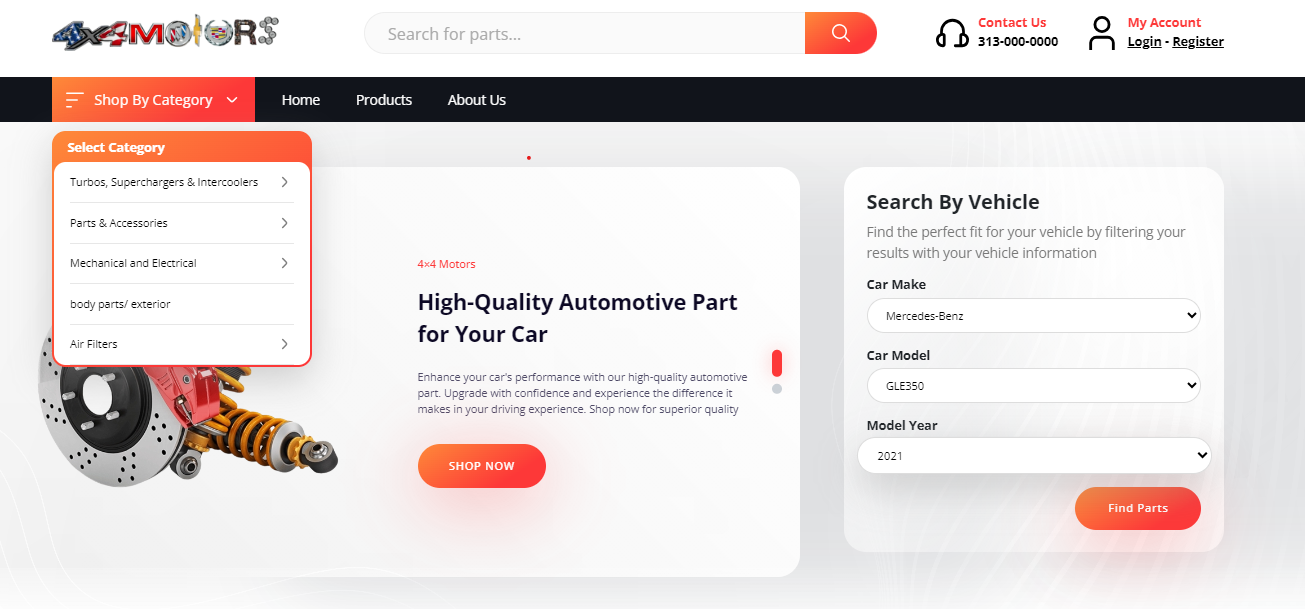 4x4MOTORS
Search for parts...
Contact Us
313-000-0000
My Account
Login - Register
Shop By Category
Home
Products
About Us
Select Category
Turbos, Superchargers & Intercoolers
Parts & Accessories
Mechanical and Electrical
body parts/ exterior
Air Filters
4×4 Motors
High-Quality Automotive Part
for Your Car
Enhance your car's performance with our high-quality automotive
part. Upgrade with confidence and experience the difference it
makes in your driving experience. Shop now for superior quality
SHOP NOW
Search By Vehicle
Find the perfect fit for your vehicle by filtering your
results with your vehicle information
Car Make
Mercedes-Benz
Car Model
GLE350
Model Year
2021
Find Parts